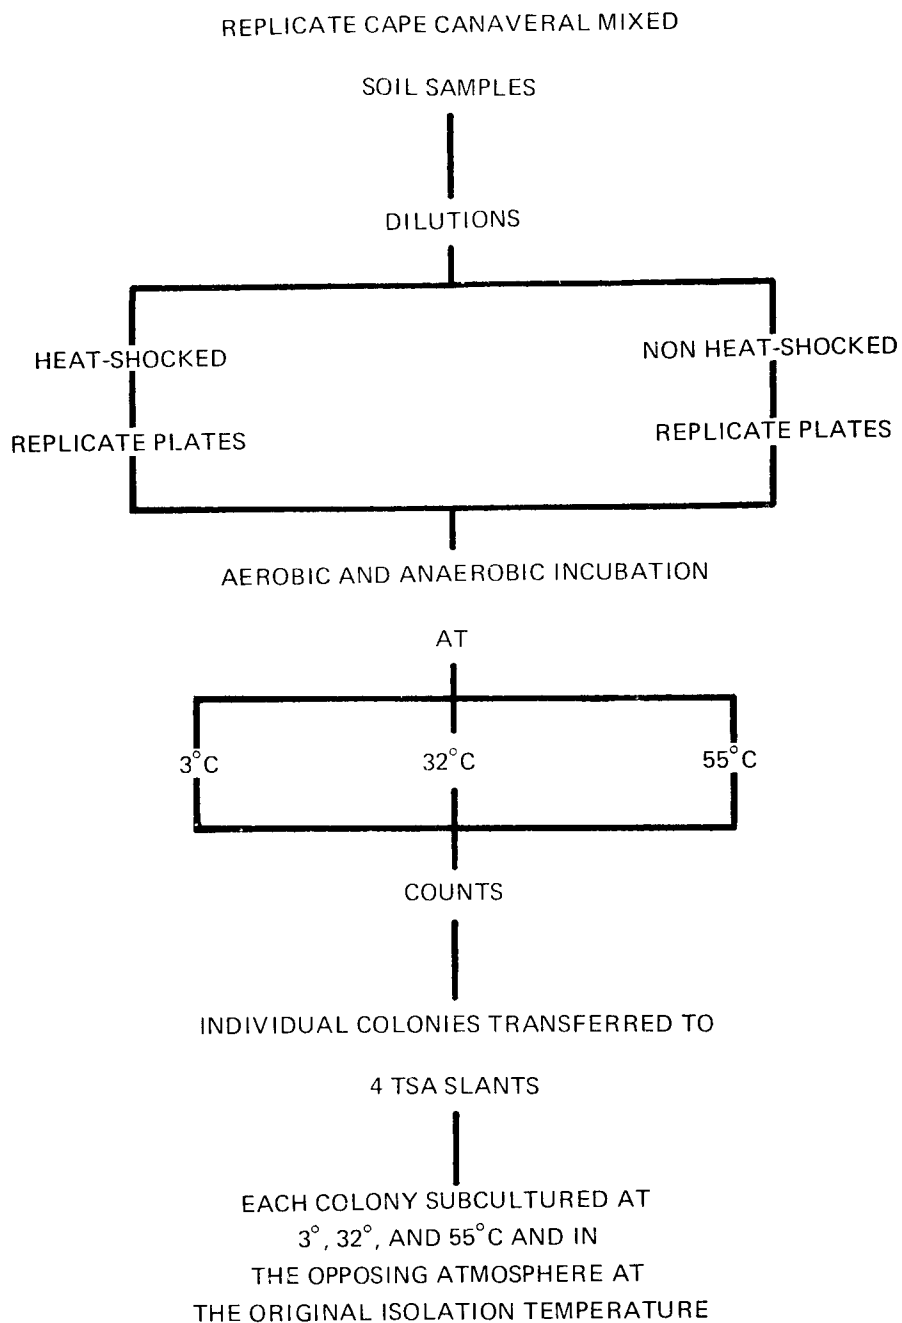 REPLICATE CAPE CANAVERAL MIXED
SOIL SAMPLES
DILUTIONS
HEAT-SHOCKED
NON HEAT-SHOCKED
REPLICATE PLATES
REPLICATE PLATES
AEROBIC AND ANAEROBIC INCUBATION
AT
3°C
32°C
55°C
COUNTS
INDIVIDUAL COLONIES TRANSFERRED TO
4 TSA SLANTS
EACH COLONY SUBCULTURED AT
3°, 32°, AND 55°C AND IN
THE OPPOSING ATMOSPHERE AT
THE ORIGINAL ISOLATION TEMPERATURE